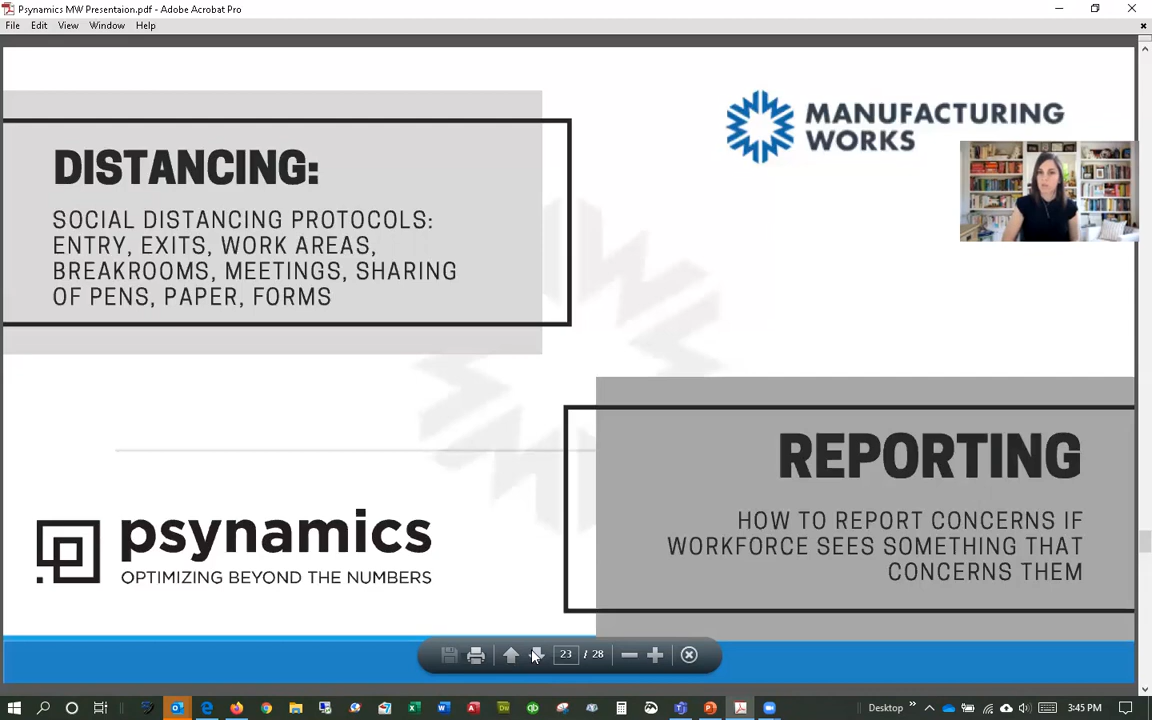 Psynamics MW Presentaion.pdf - Adobe Acrobat Pro
File Edit View Window Help
MANUFACTURING
WORKS
DISTANCING:
SOCIAL DISTANCING PROTOCOLS:
ENTRY, EXITS, WORK AREAS,
BREAKROOMS, MEETINGS, SHARING
OF PENS, PAPER, FORMS
REPORTING
HOW TO REPORT CONCERNS IF
WORKFORCE SEES SOMETHING THAT
CONCERNS THEM
psynamics
OPTIMIZING BEYOND THE NUMBERS
23 / 28
Desktop
3:45 PM